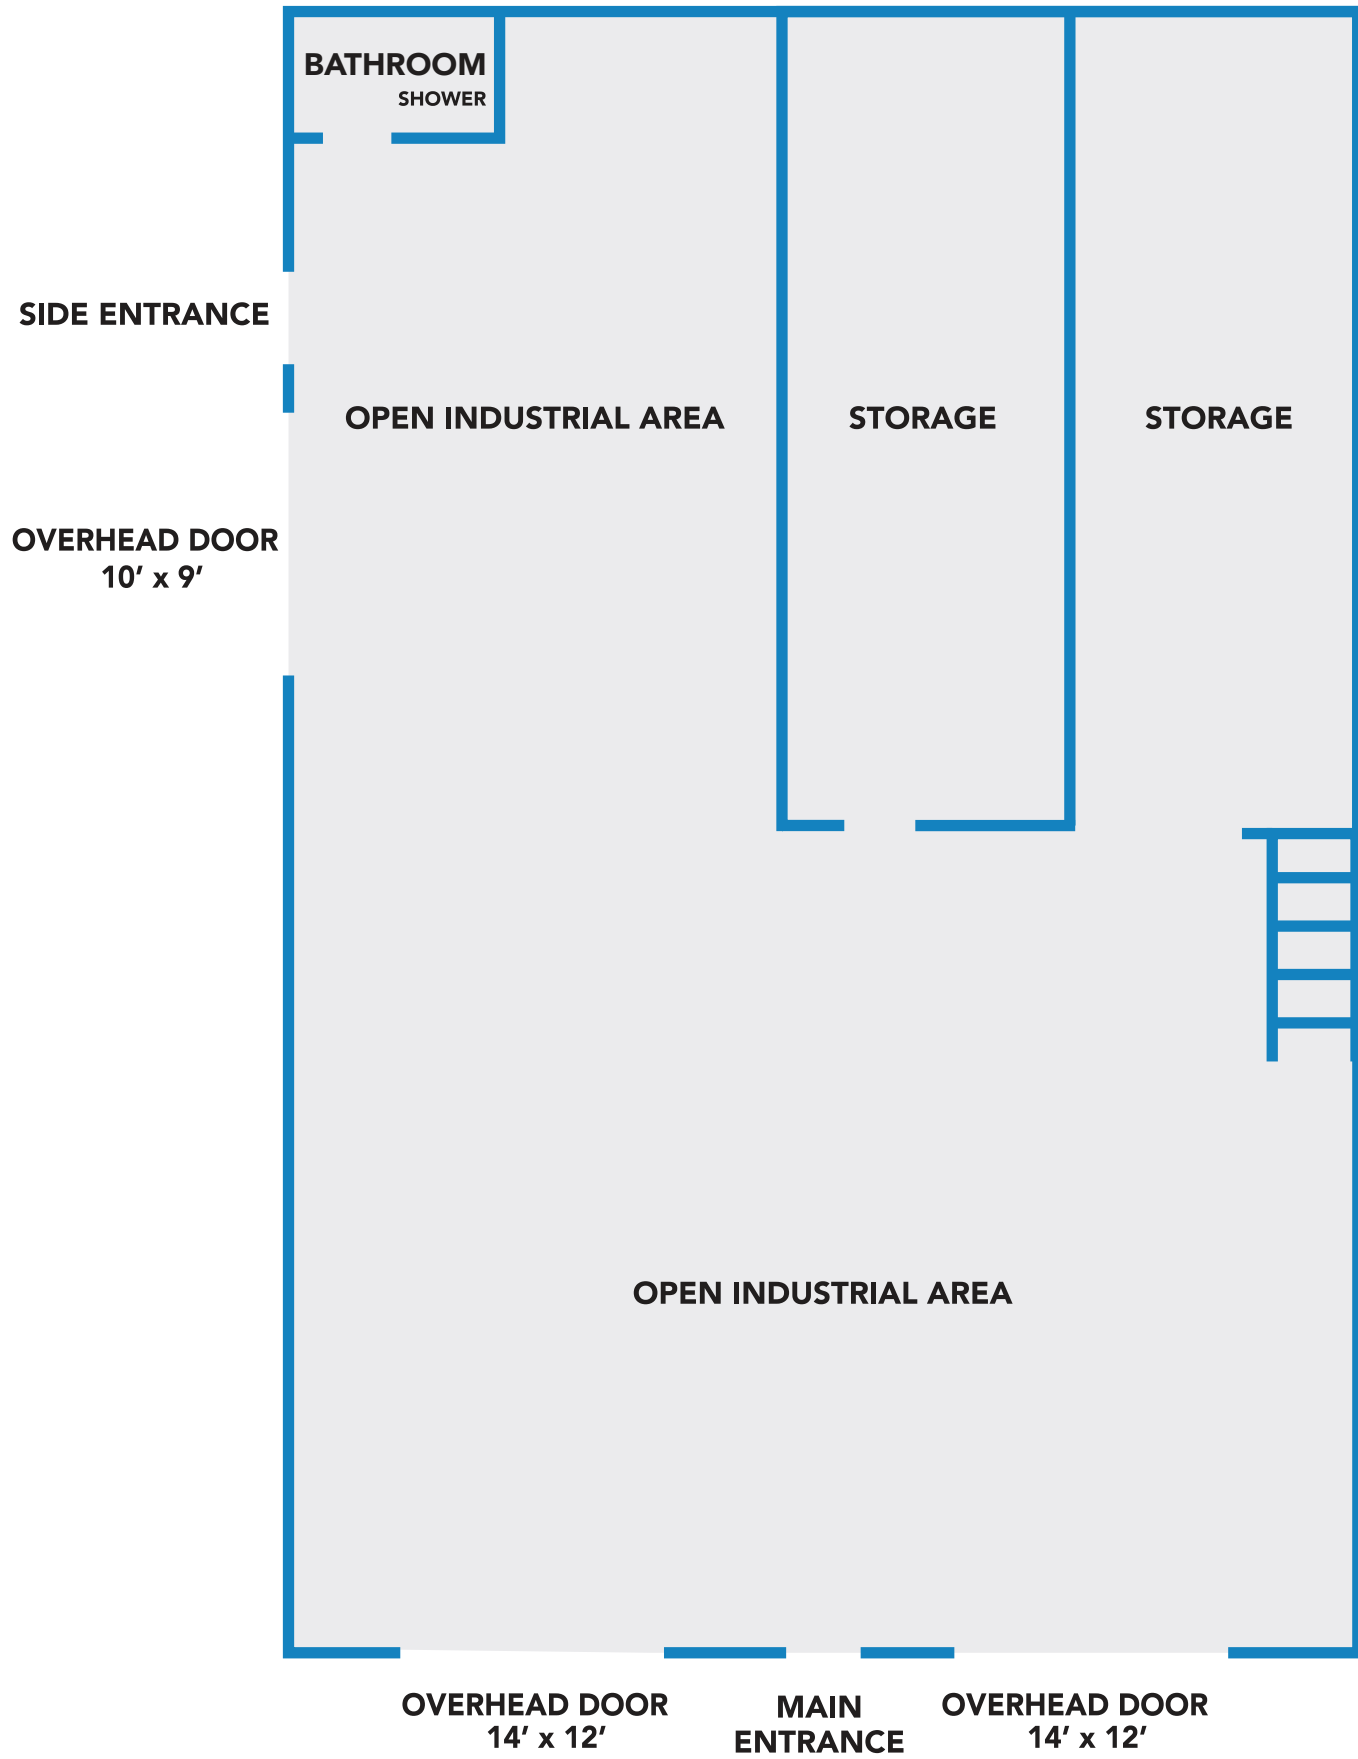 BATHROOM
SHOWER
SIDE ENTRANCE
OPEN INDUSTRIAL AREA
STORAGE
STORAGE
OVERHEAD DOOR
10’ x 9’
OPEN INDUSTRIAL AREA
OVERHEAD DOOR
14’ x 12’
MAIN
ENTRANCE
OVERHEAD DOOR
14’ x 12’